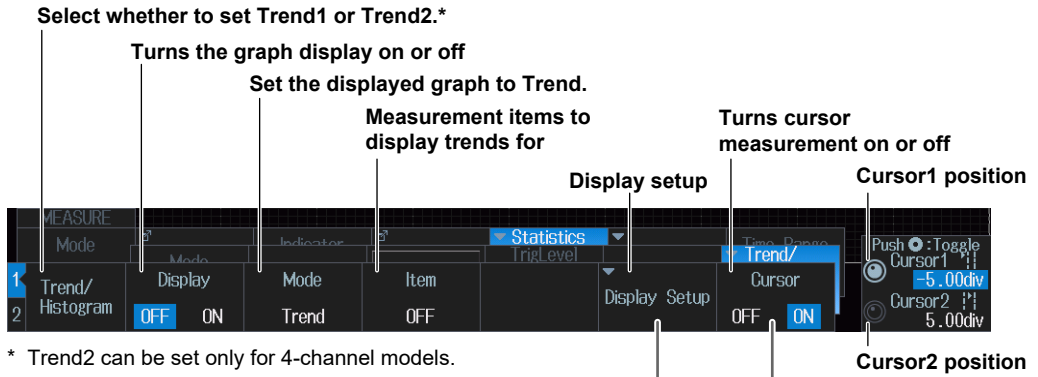 Select whether to set Trend1 or Trend2.*
Turns the graph display on or off
Set the displayed graph to Trend.
Measurement items to
display trends for
Turns cursor
measurement on or off
Display setup
Cursor1 position
MEASURE
Mode
Indicator
Statistics
Time Range
Mode
TrigLevel
Trend/
Push :Toggle
Cursor1
-5.00div
Cursor2
5.00div
1
2
Trend/
Histogram
Display
OFF ON
Mode
Trend
Item
OFF
Display Setup
Cursor
OFF ON
* Trend2 can be set only for 4-channel models.
Cursor2 position